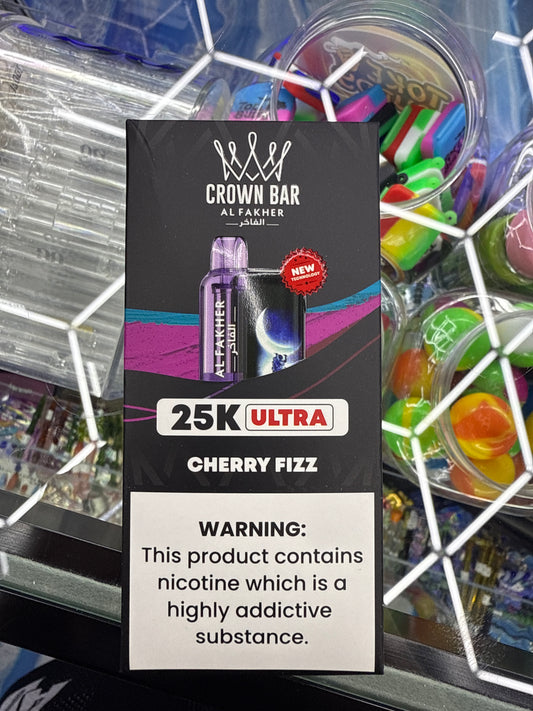 CROWN BAR
AL FAKHER
الفاخر
NEW
TECHNOLOGY
AL FAKHER
الفاخر
25K ULTRA
CHERRY FIZZ
WARNING:
This product contains
nicotine which is a
highly addictive
substance.